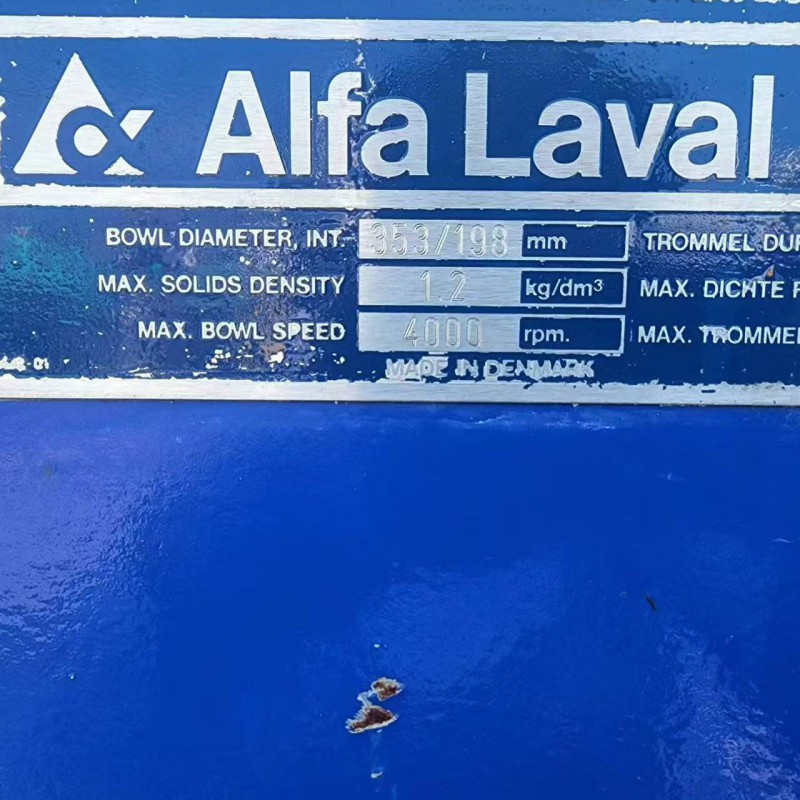 Alfa Laval
BOWL DIAMETER, INT. 353/198 mm TROMMEL DUR
MAX. SOLIDS DENSITY 1.2 kg/dm³ MAX. DICHTE F
MAX. BOWL SPEED 4000 rpm. MAX. TROMMEL
MADE IN DENMARK